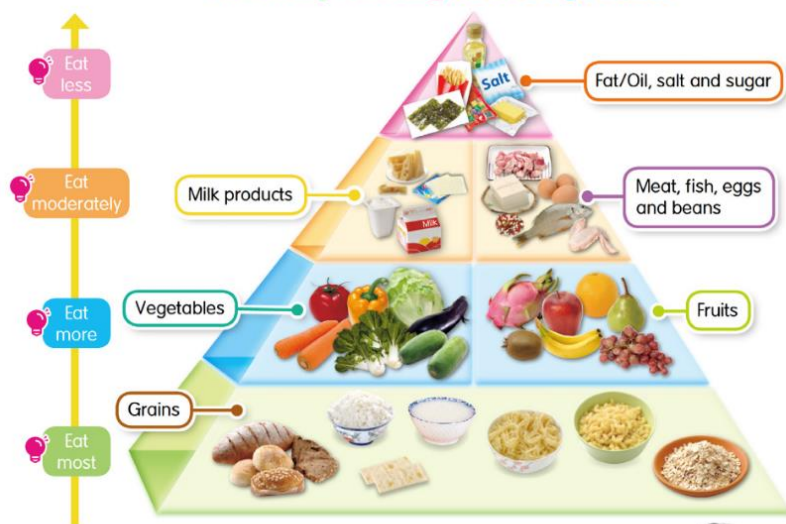 Eat
less
Salt
Fat/Oil, salt and sugar
Eat
moderately
Milk products
Milk
Meat, fish, eggs
and beans
Eat
more
Vegetables
Fruits
Grains
Eat
most